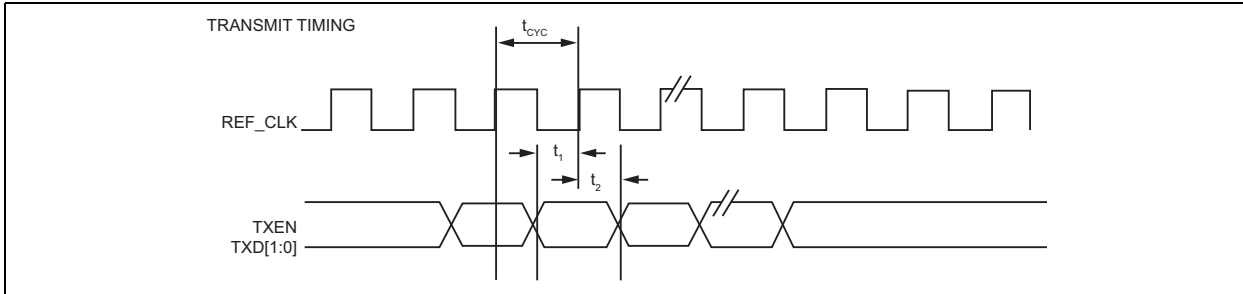 TRANSMIT TIMING
tCYC
REF_CLK
t1
t2
TXEN
TXD[1:0]